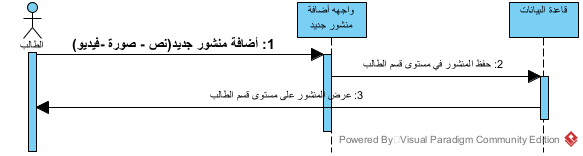 واجهه أضافة
منشور جديد
قاعدة البيانات
الطالب
1: أضافة منشور جديد(نص - صورة -فيديو)
2: حفظ المنشور في مستوى قسم الطالب
3: عرض المنشور على مستوى قسم الطالب
Powered By Visual Paradigm Community Edition